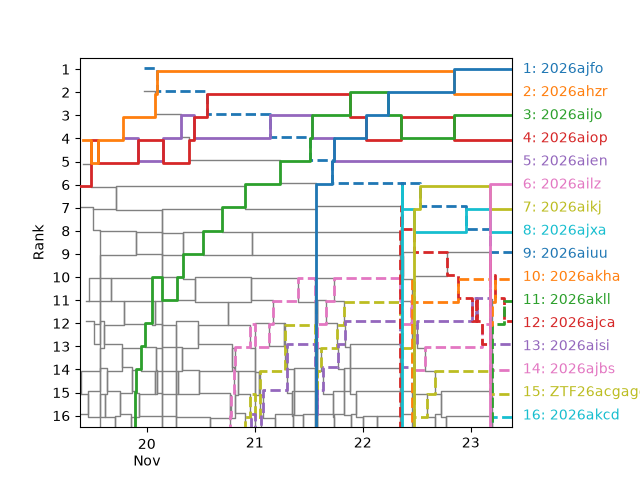 1
2
3
4
5
6
7
8
9
10
11
12
13
14
15
16
Rank
20
21
22
23
Nov
1: 2026ajfo
2: 2026ahzr
3: 2026aijo
4: 2026aiop
5: 2026aien
6: 2026ailz
7: 2026aikj
8: 2026ajxa
9: 2026aiuu
10: 2026akha
11: 2026akll
12: 2026ajca
13: 2026aisi
14: 2026ajbs
15: ZTF26acgag
16: 2026akcd